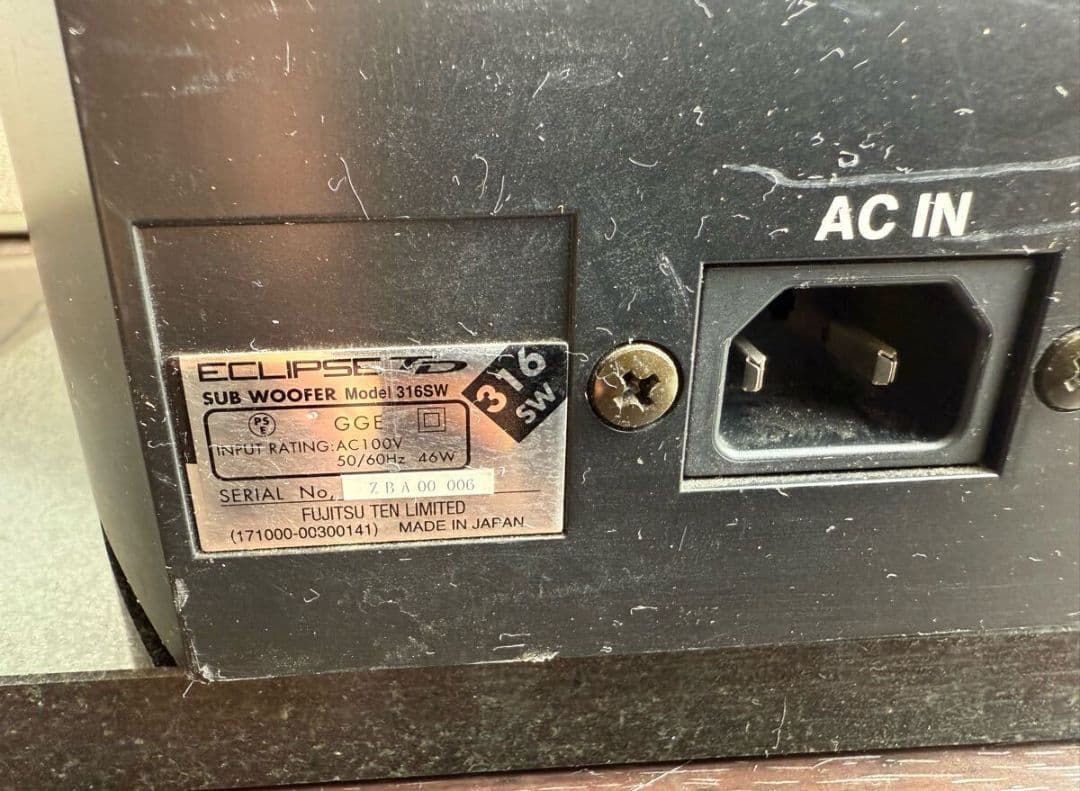 AC IN
ECLIPSE TD
316
SW
SUB WOOFER Model 316SW
PS
E
GGE
INPUT RATING:AC100V
50/60Hz 46W
SERIAL No, ZBA00 006
FUJITSU TEN LIMITED
(171000-00300141) MADE IN JAPAN